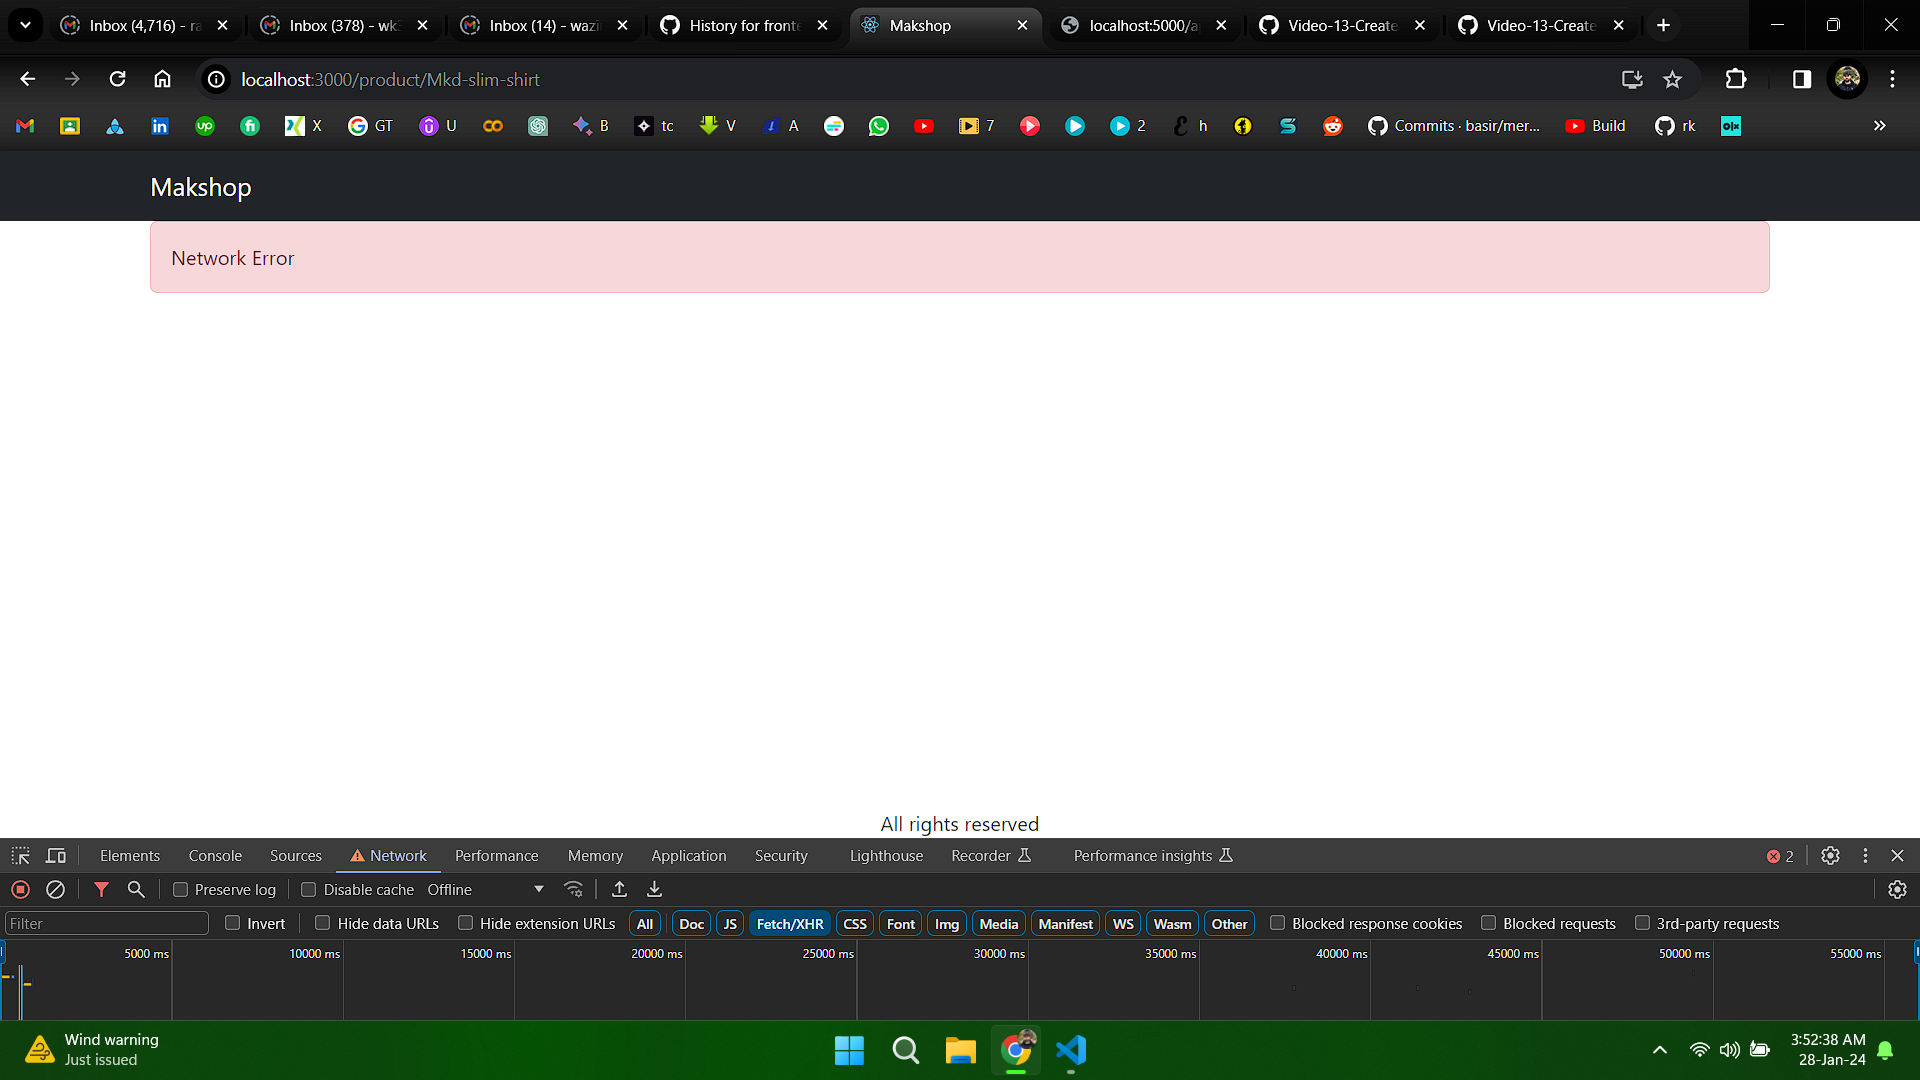 Inbox (4,716) - ra
Inbox (378) - wk
Inbox (14) - wazi
History for fronte
Makshop
localhost:5000/a
Video-13-Create
Video-13-Create
localhost:3000/product/Mkd-slim-shirt
X
GT
U
B
tc
V
A
7
2
h
Commits · basir/mer...
Build
rk
Makshop
Network Error
All rights reserved
Elements Console Sources Network Performance Memory Application Security Lighthouse Recorder Performance insights 2
Preserve log Disable cache Offline
Filter Invert Hide data URLs Hide extension URLs All Doc JS Fetch/XHR CSS Font Img Media Manifest WS Wasm Other Blocked response cookies Blocked requests 3rd-party requests
5000 ms 10000 ms 15000 ms 20000 ms 25000 ms 30000 ms 35000 ms 40000 ms 45000 ms 50000 ms 55000 ms
Wind warning
Just issued
3:52:38 AM
28-Jan-24